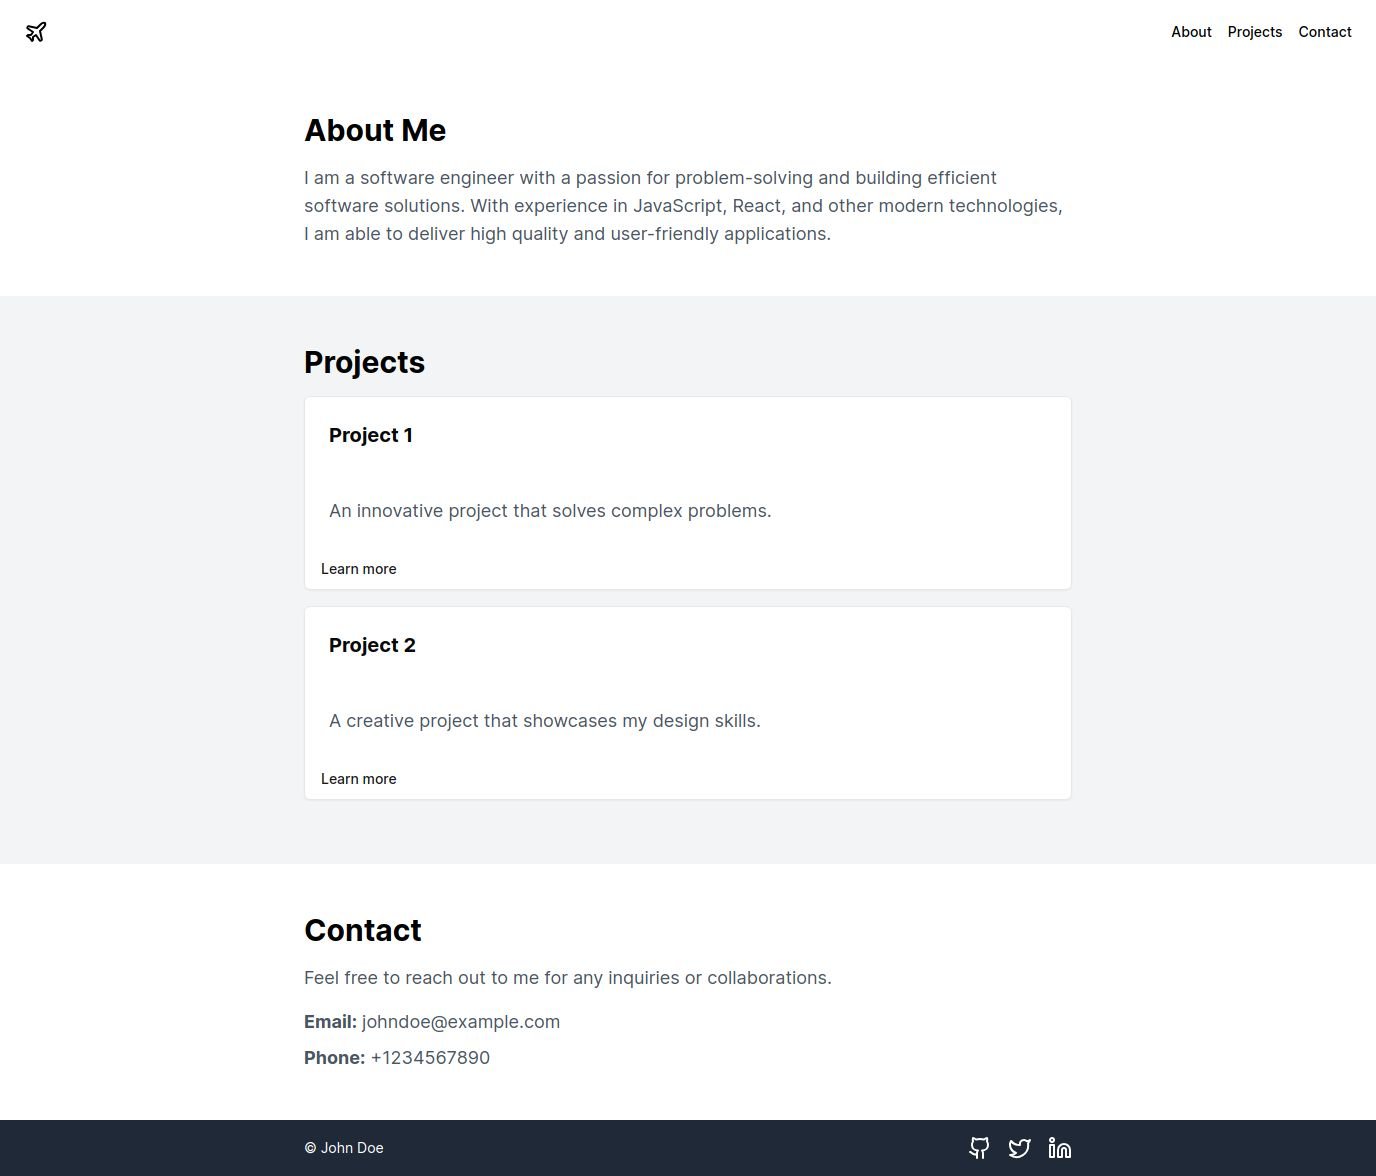 About Projects Contact
About Me
I am a software engineer with a passion for problem-solving and building efficient
software solutions. With experience in JavaScript, React, and other modern technologies,
I am able to deliver high quality and user-friendly applications.
Projects
Project 1
An innovative project that solves complex problems.
Learn more
Project 2
A creative project that showcases my design skills.
Learn more
Contact
Feel free to reach out to me for any inquiries or collaborations.
Email: johndoe@example.com
Phone: +1234567890
© John Doe